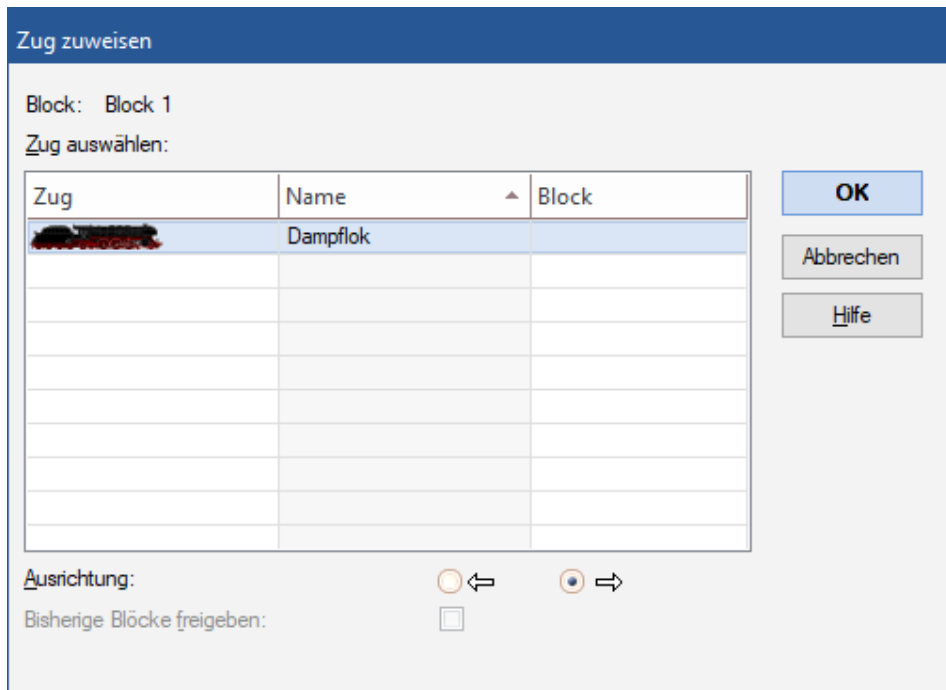 Zug zuweisen
Block: Block 1
Zug auswählen:
Zug Name Block
Dampflok
OK
Abbrechen
Hilfe
Ausrichtung:
Bisherige Blöcke freigeben: